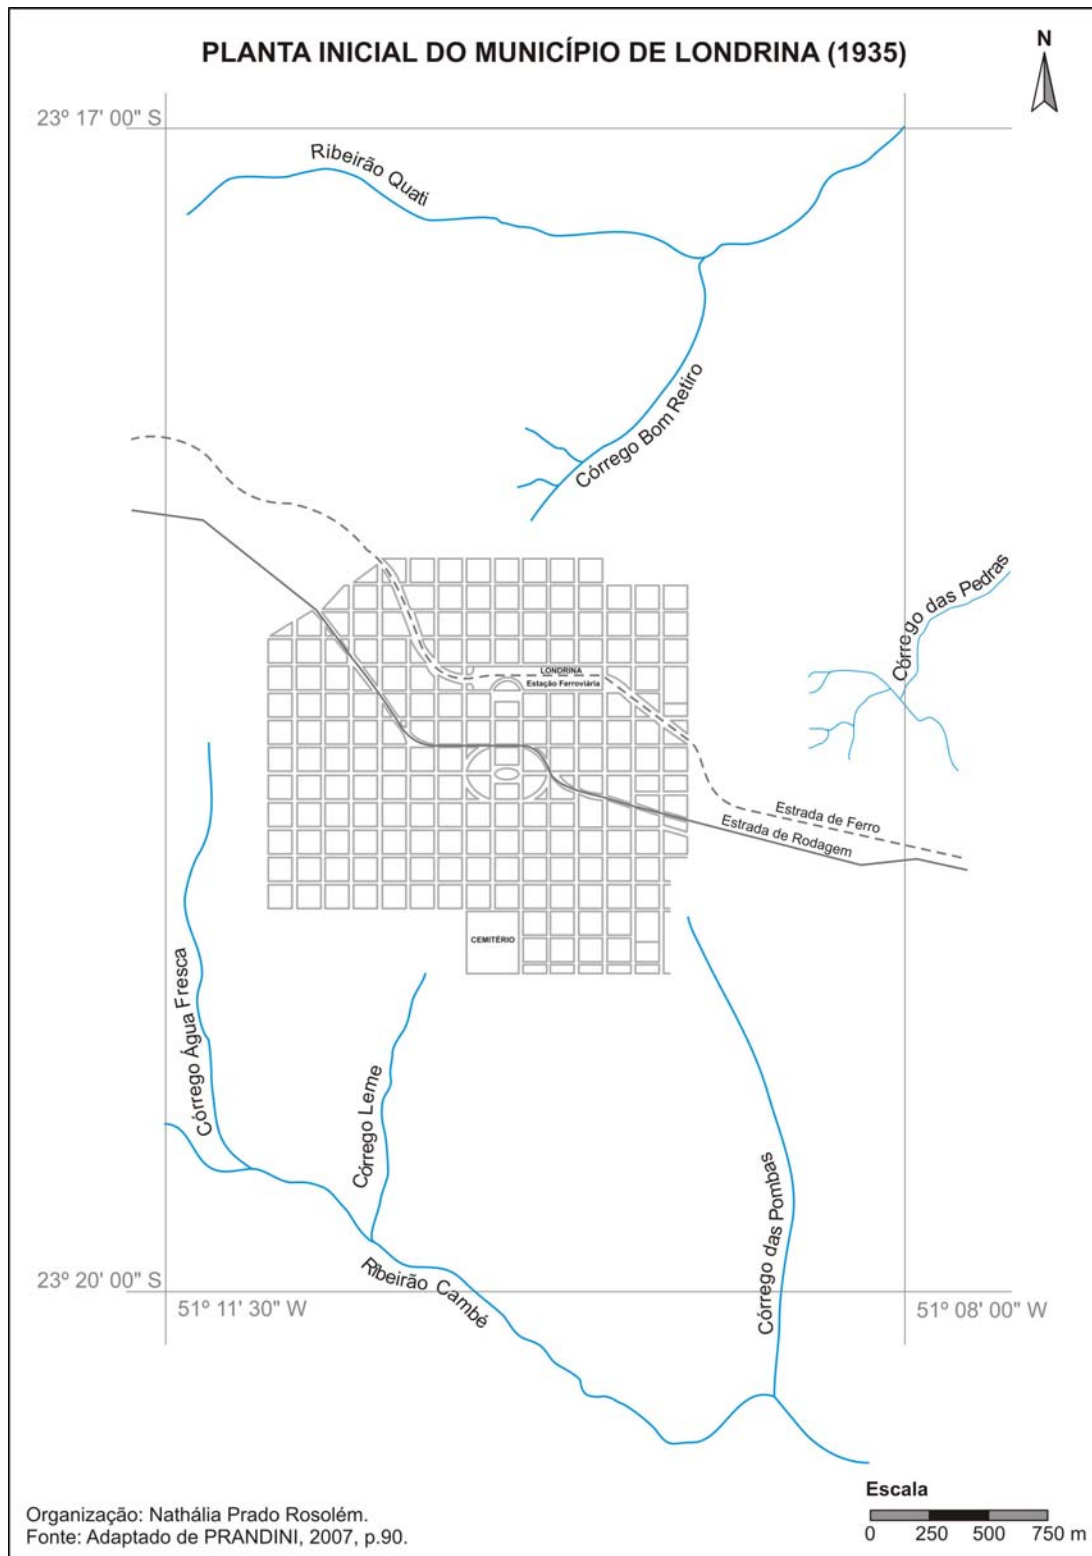 PLANTA INICIAL DO MUNICÍPIO DE LONDRINA (1935)
N
23º 17' 00" S
Ribeirão Quati
Córrego Bom Retiro
Córrego das Pedras
LONDRINA
Estação Ferroviária
Estrada de Ferro
Estrada de Rodagem
CEMITÉRIO
Córrego Água Fresca
Córrego Leme
Córrego das Pombas
Ribeirão Cambé
23º 20' 00" S
51º 11' 30" W
51º 08' 00" W
Escala
0 250 500 750 m
Organização: Nathália Prado Rosolém.
Fonte: Adaptado de PRANDINI, 2007, p.90.